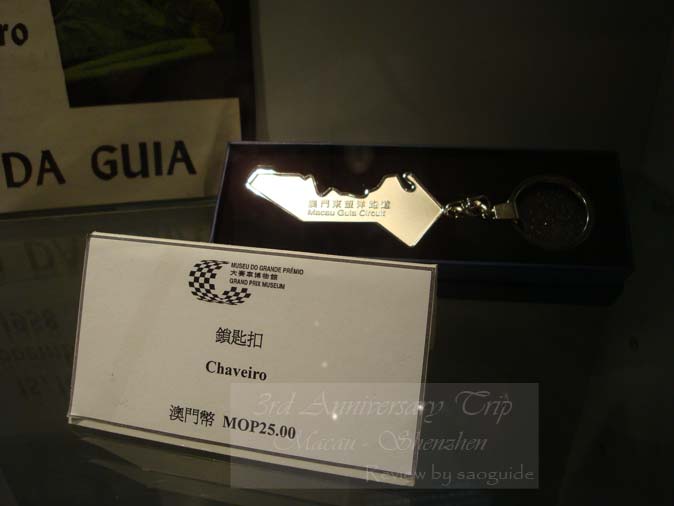 ro
DA GUIA
澳門東望洋跑道
Macau Guia Circuit
MUSEU DO GRANDE PRÉMIO
大賽車博物館
GRAND PRIX MUSEUM
鎖匙扣
Chaveiro
澳門幣 MOP25.00
3rd Anniversary Trip
Macau - Shenzhen
Review by saoguide